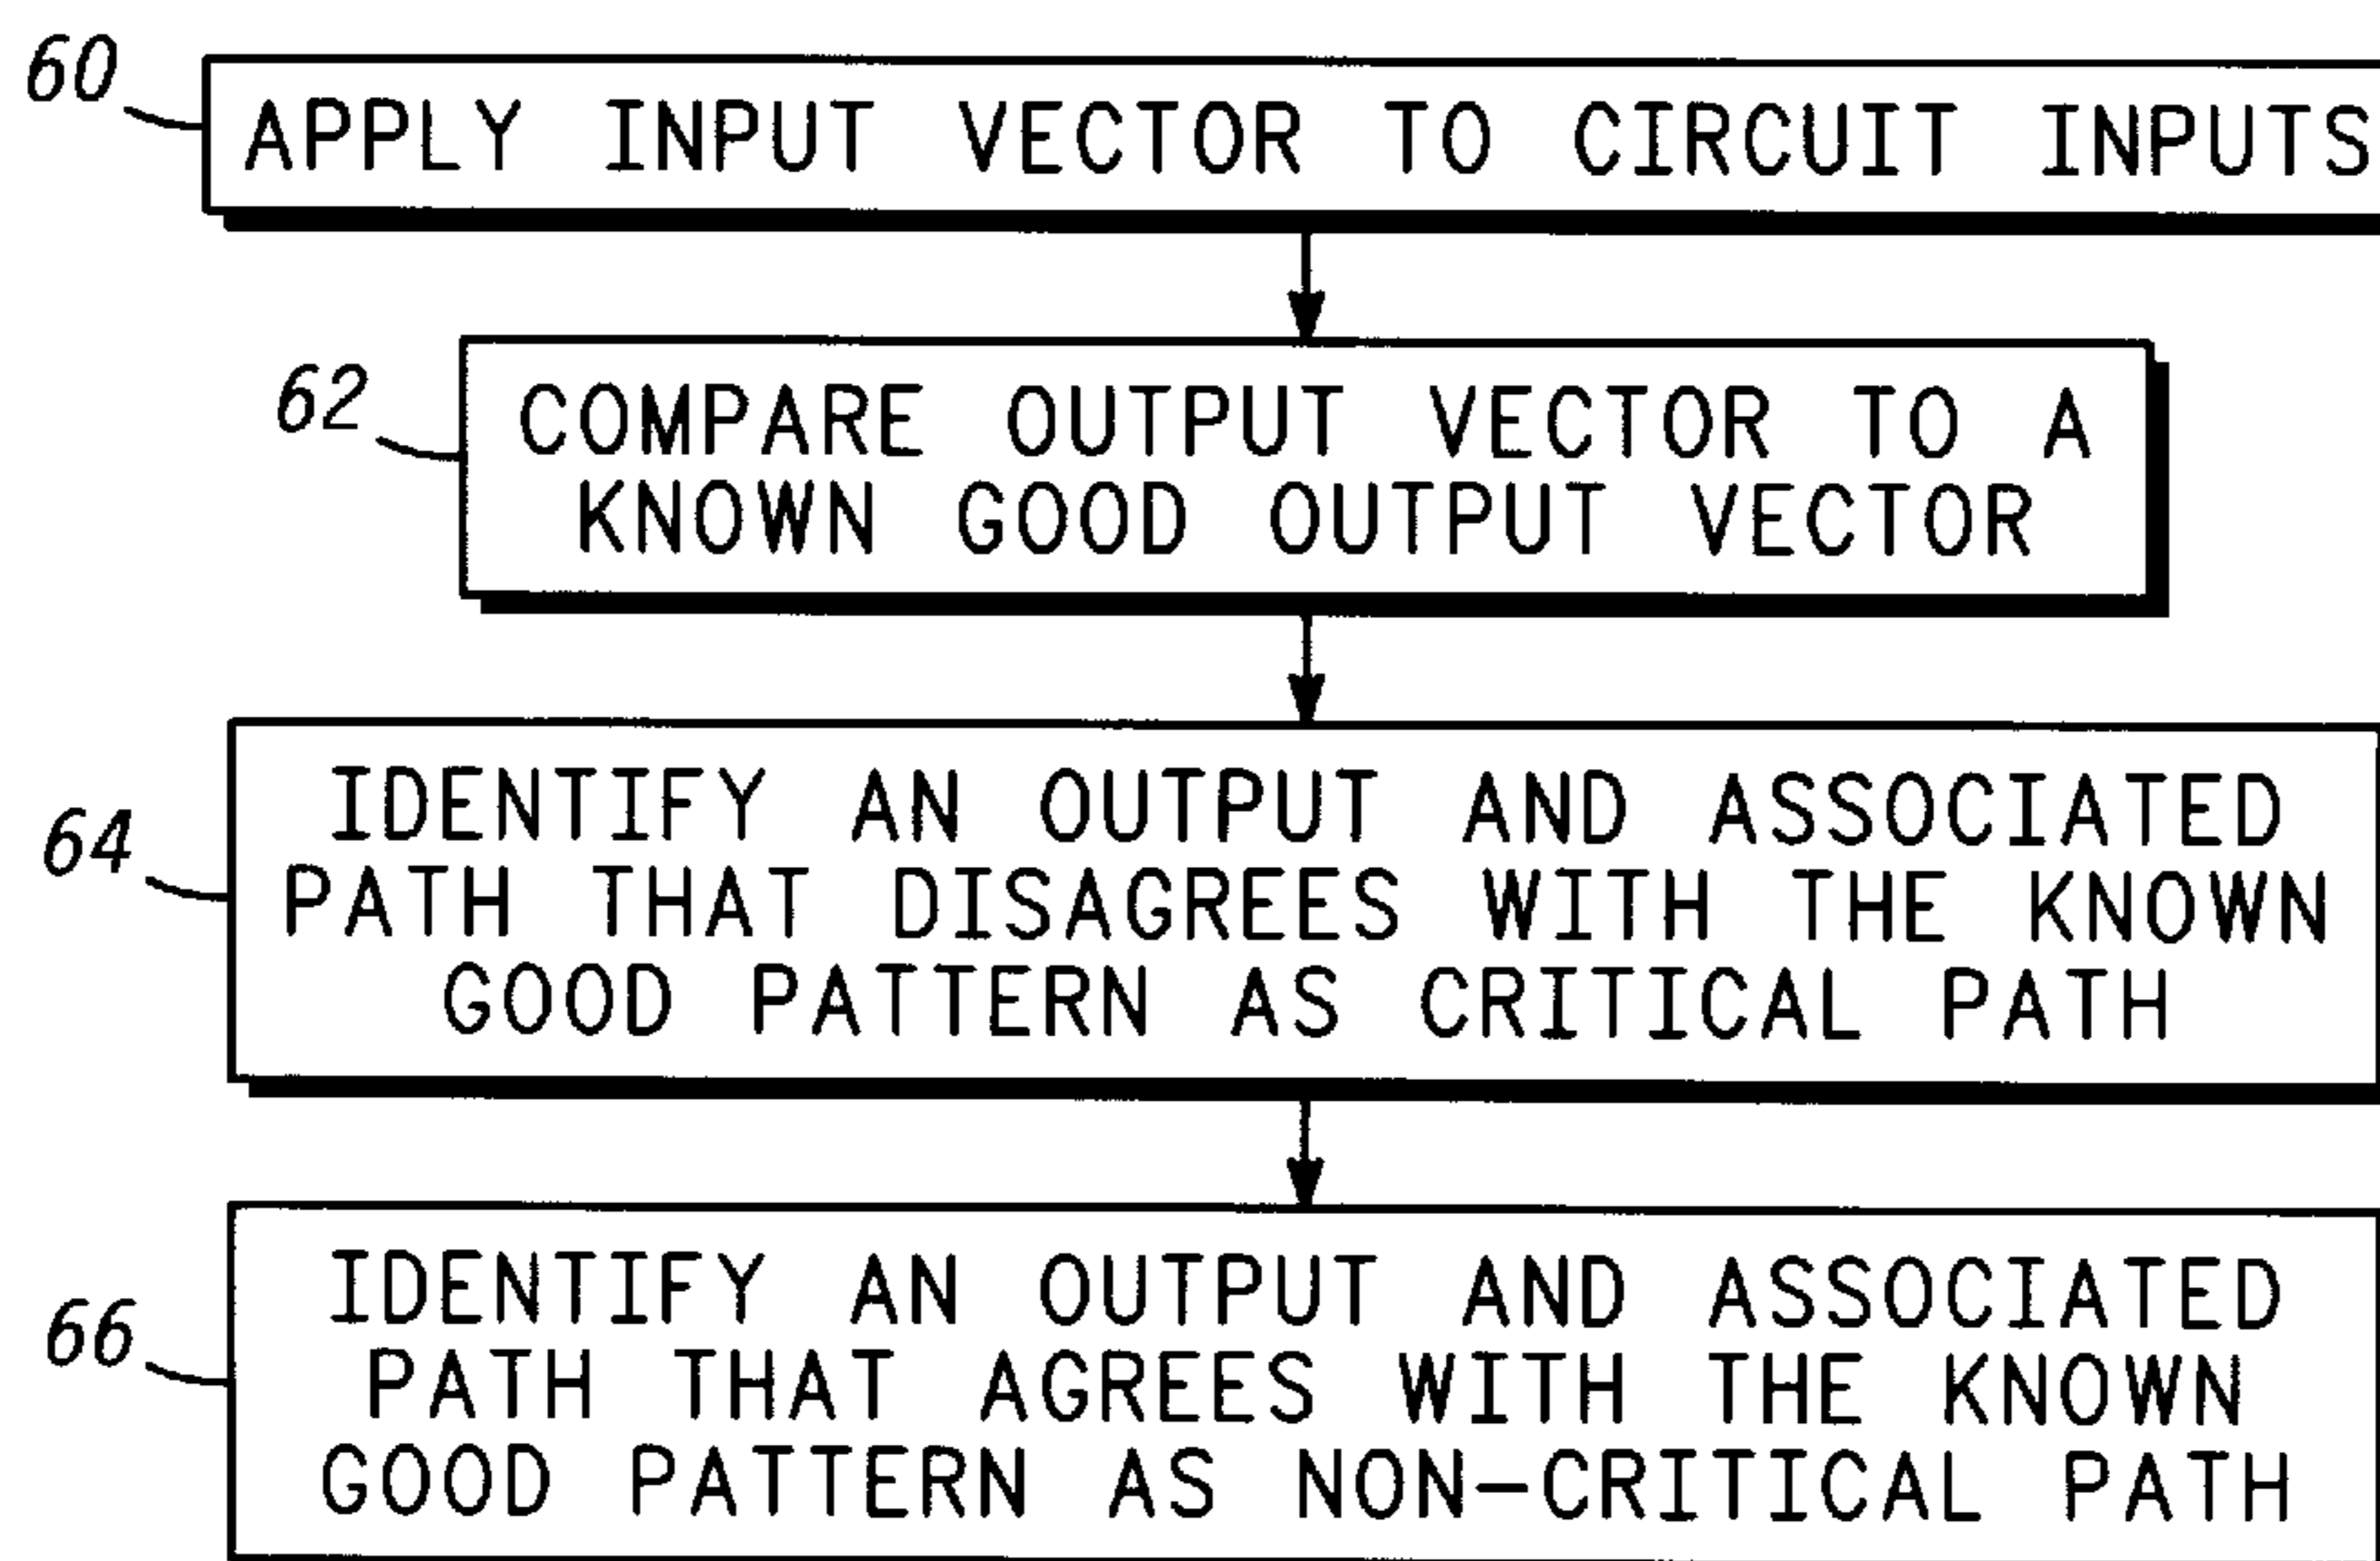 60
APPLY INPUT VECTOR TO CIRCUIT INPUTS
62
COMPARE OUTPUT VECTOR TO A
KNOWN GOOD OUTPUT VECTOR
64
IDENTIFY AN OUTPUT AND ASSOCIATED
PATH THAT DISAGREES WITH THE KNOWN
GOOD PATTERN AS CRITICAL PATH
66
IDENTIFY AN OUTPUT AND ASSOCIATED
PATH THAT AGREES WITH THE KNOWN
GOOD PATTERN AS NON-CRITICAL PATH